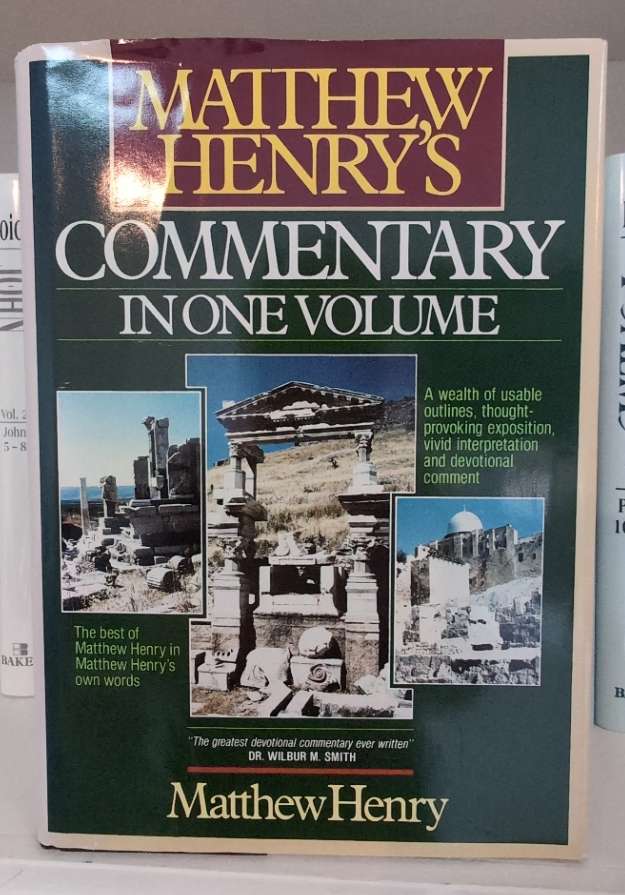 MATTHEW
HENRY'S
COMMENTARY
IN ONE VOLUME
A wealth of usable
outlines, thought-
provoking exposition,
vivid interpretation
and devotional
comment
The best of
Matthew Henry in
Matthew Henry's
own words
"The greatest devotional commentary ever written"
DR. WILBUR M. SMITH
Matthew Henry
Vol. 2
John
5-8
BAKE